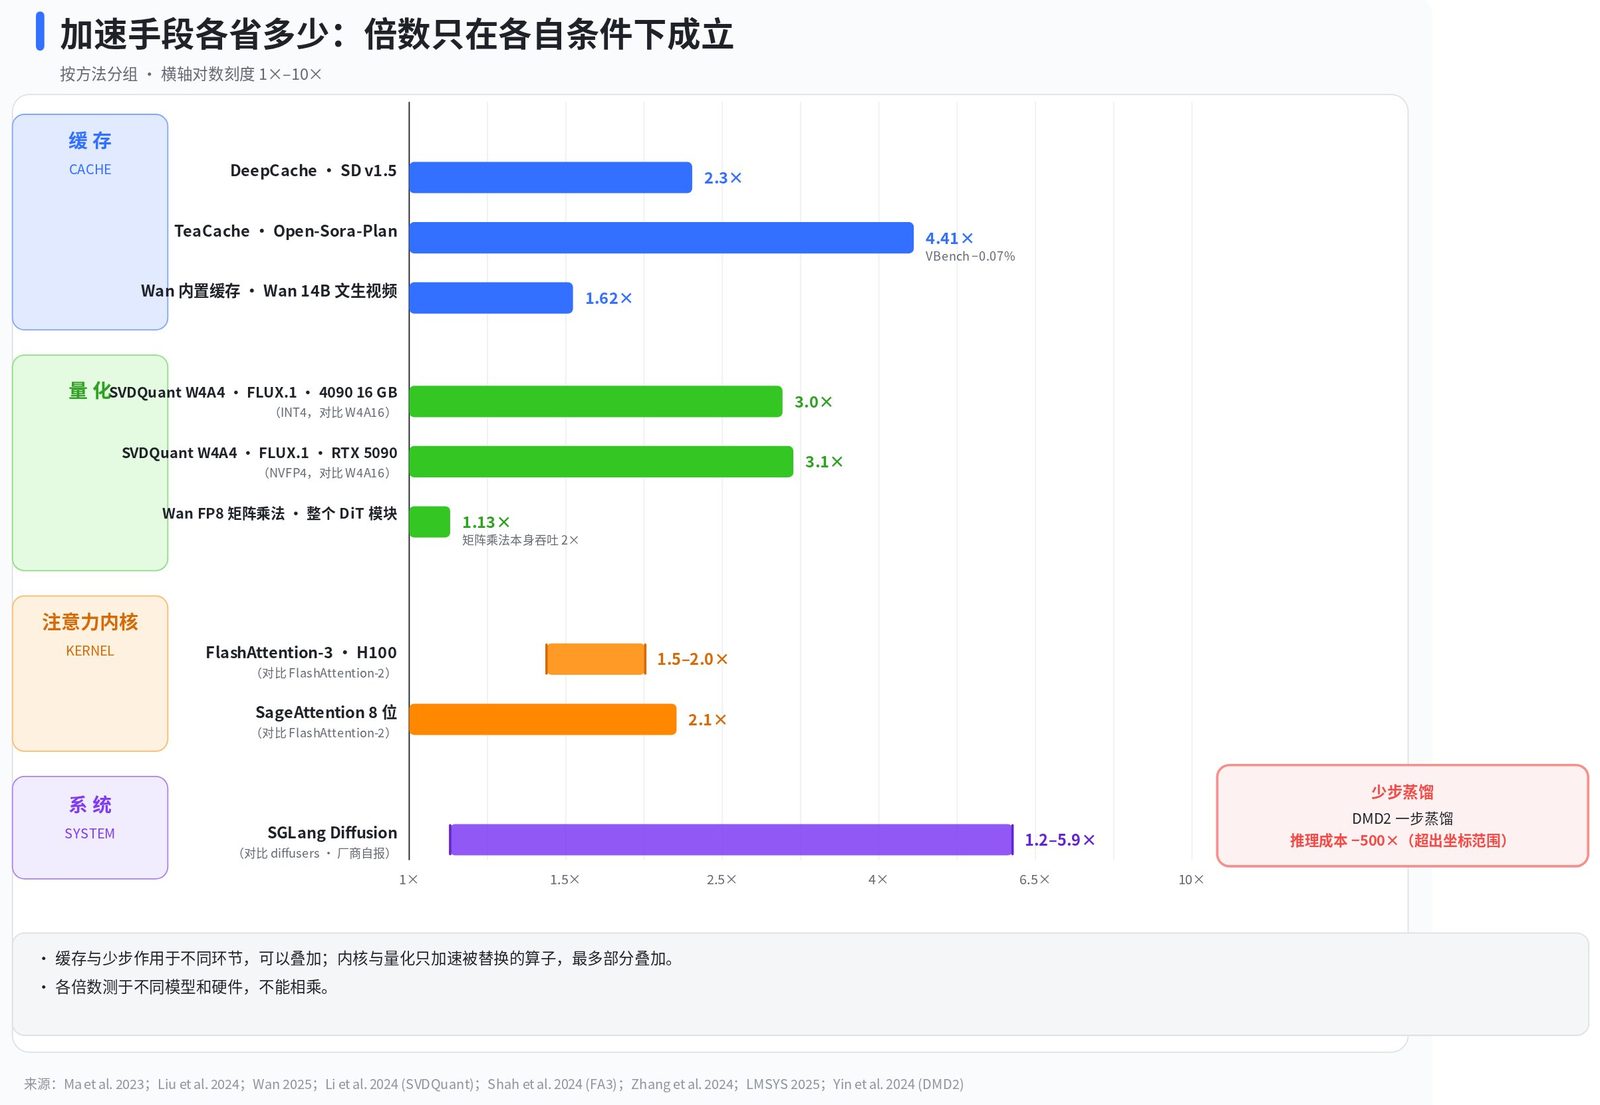 加速手段各省多少：倍数只在各自条件下成立
按方法分组 · 横轴对数刻度 1×–10×
缓 存
CACHE
DeepCache · SD v1.5
2.3×
TeaCache · Open-Sora-Plan
4.41×
VBench −0.07%
Wan 内置缓存 · Wan 14B 文生视频
1.62×
量 化
SVDQuant W4A4 · FLUX.1 · 4090 16 GB
（INT4，对比 W4A16）
3.0×
SVDQuant W4A4 · FLUX.1 · RTX 5090
（NVFP4，对比 W4A16）
3.1×
Wan FP8 矩阵乘法 · 整个 DiT 模块
1.13×
矩阵乘法本身吞吐 2×
注意力内核
KERNEL
FlashAttention-3 · H100
（对比 FlashAttention-2）
1.5–2.0×
SageAttention 8 位
（对比 FlashAttention-2）
2.1×
系 统
SYSTEM
SGLang Diffusion
（对比 diffusers · 厂商自报）
1.2–5.9×
1× 1.5× 2.5× 4× 6.5× 10×
少步蒸馏
DMD2 一步蒸馏
推理成本 −500×（超出坐标范围）
· 缓存与少步作用于不同环节，可以叠加；内核与量化只加速被替换的算子，最多部分叠加。
· 各倍数测于不同模型和硬件，不能相乘。
来源：Ma et al. 2023；Liu et al. 2024；Wan 2025；Li et al. 2024 (SVDQuant)；Shah et al. 2024 (FA3)；Zhang et al. 2024；LMSYS 2025；Yin et al. 2024 (DMD2)